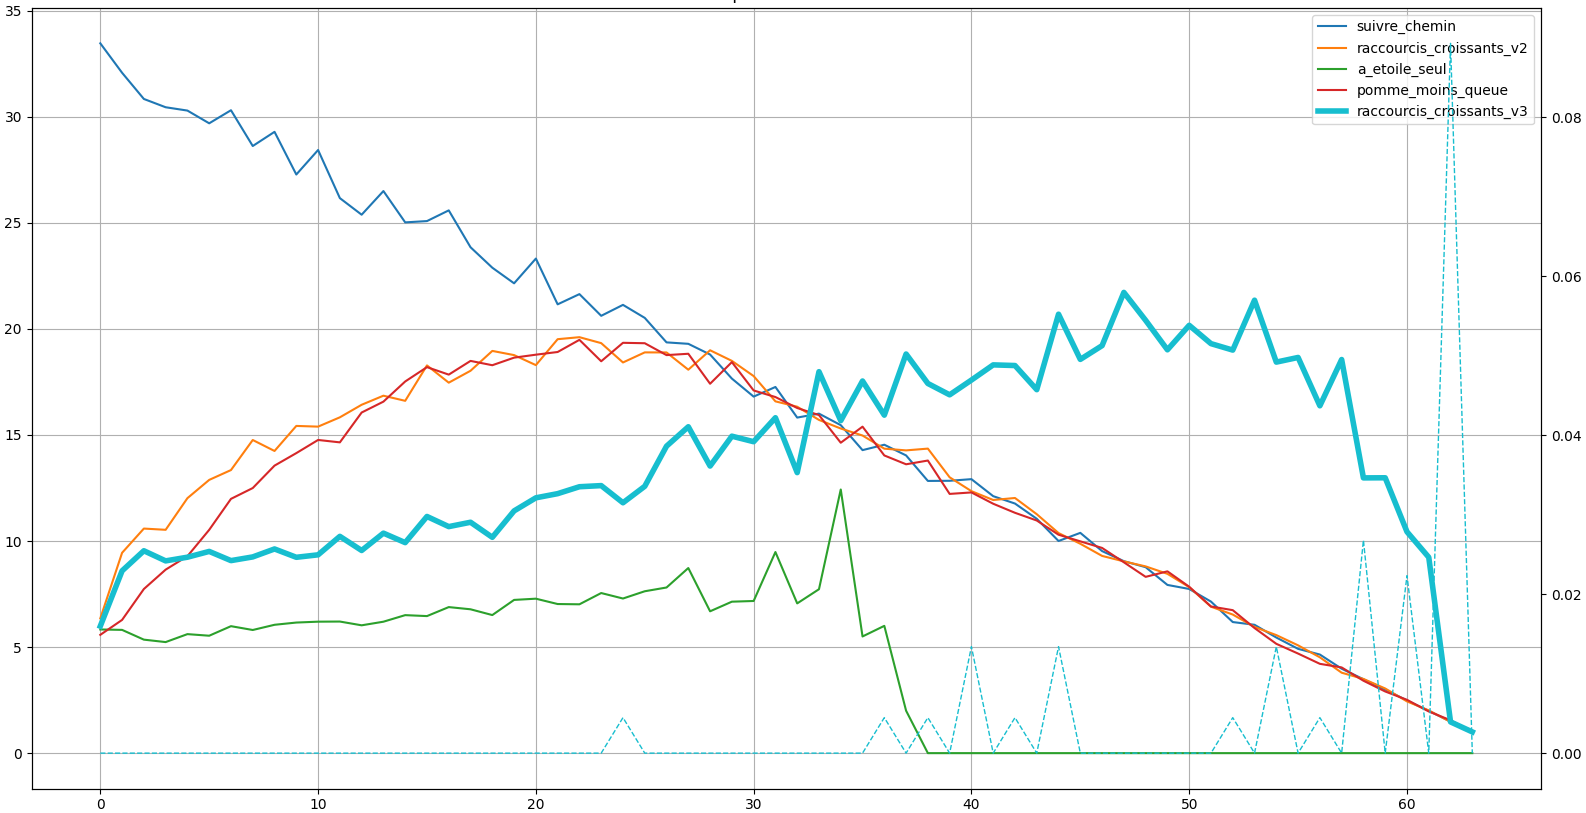 35
30
25
20
15
10
5
0
0.08
0.06
0.04
0.02
0.00
0 10 20 30 40 50 60
suivre_chemin
raccourcis_croissants_v2
a_etoile_seul
pomme_moins_queue
raccourcis_croissants_v3